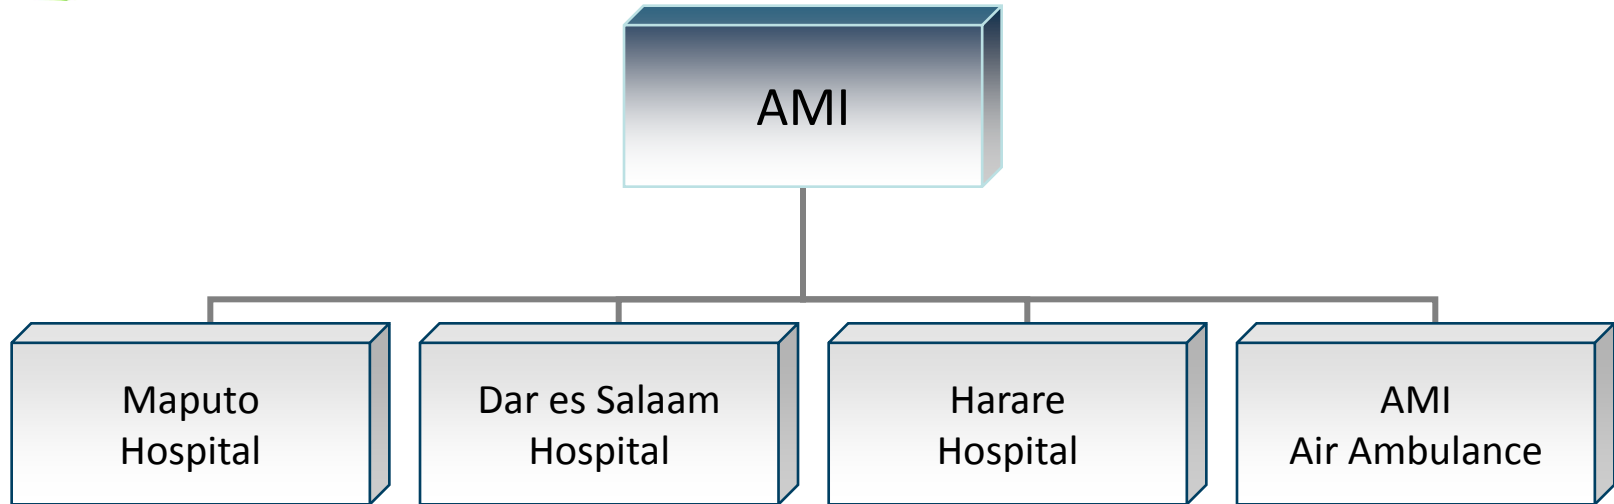 AMI
Maputo
Hospital
Dar es Salaam
Hospital
Harare
Hospital
AMI
Air Ambulance